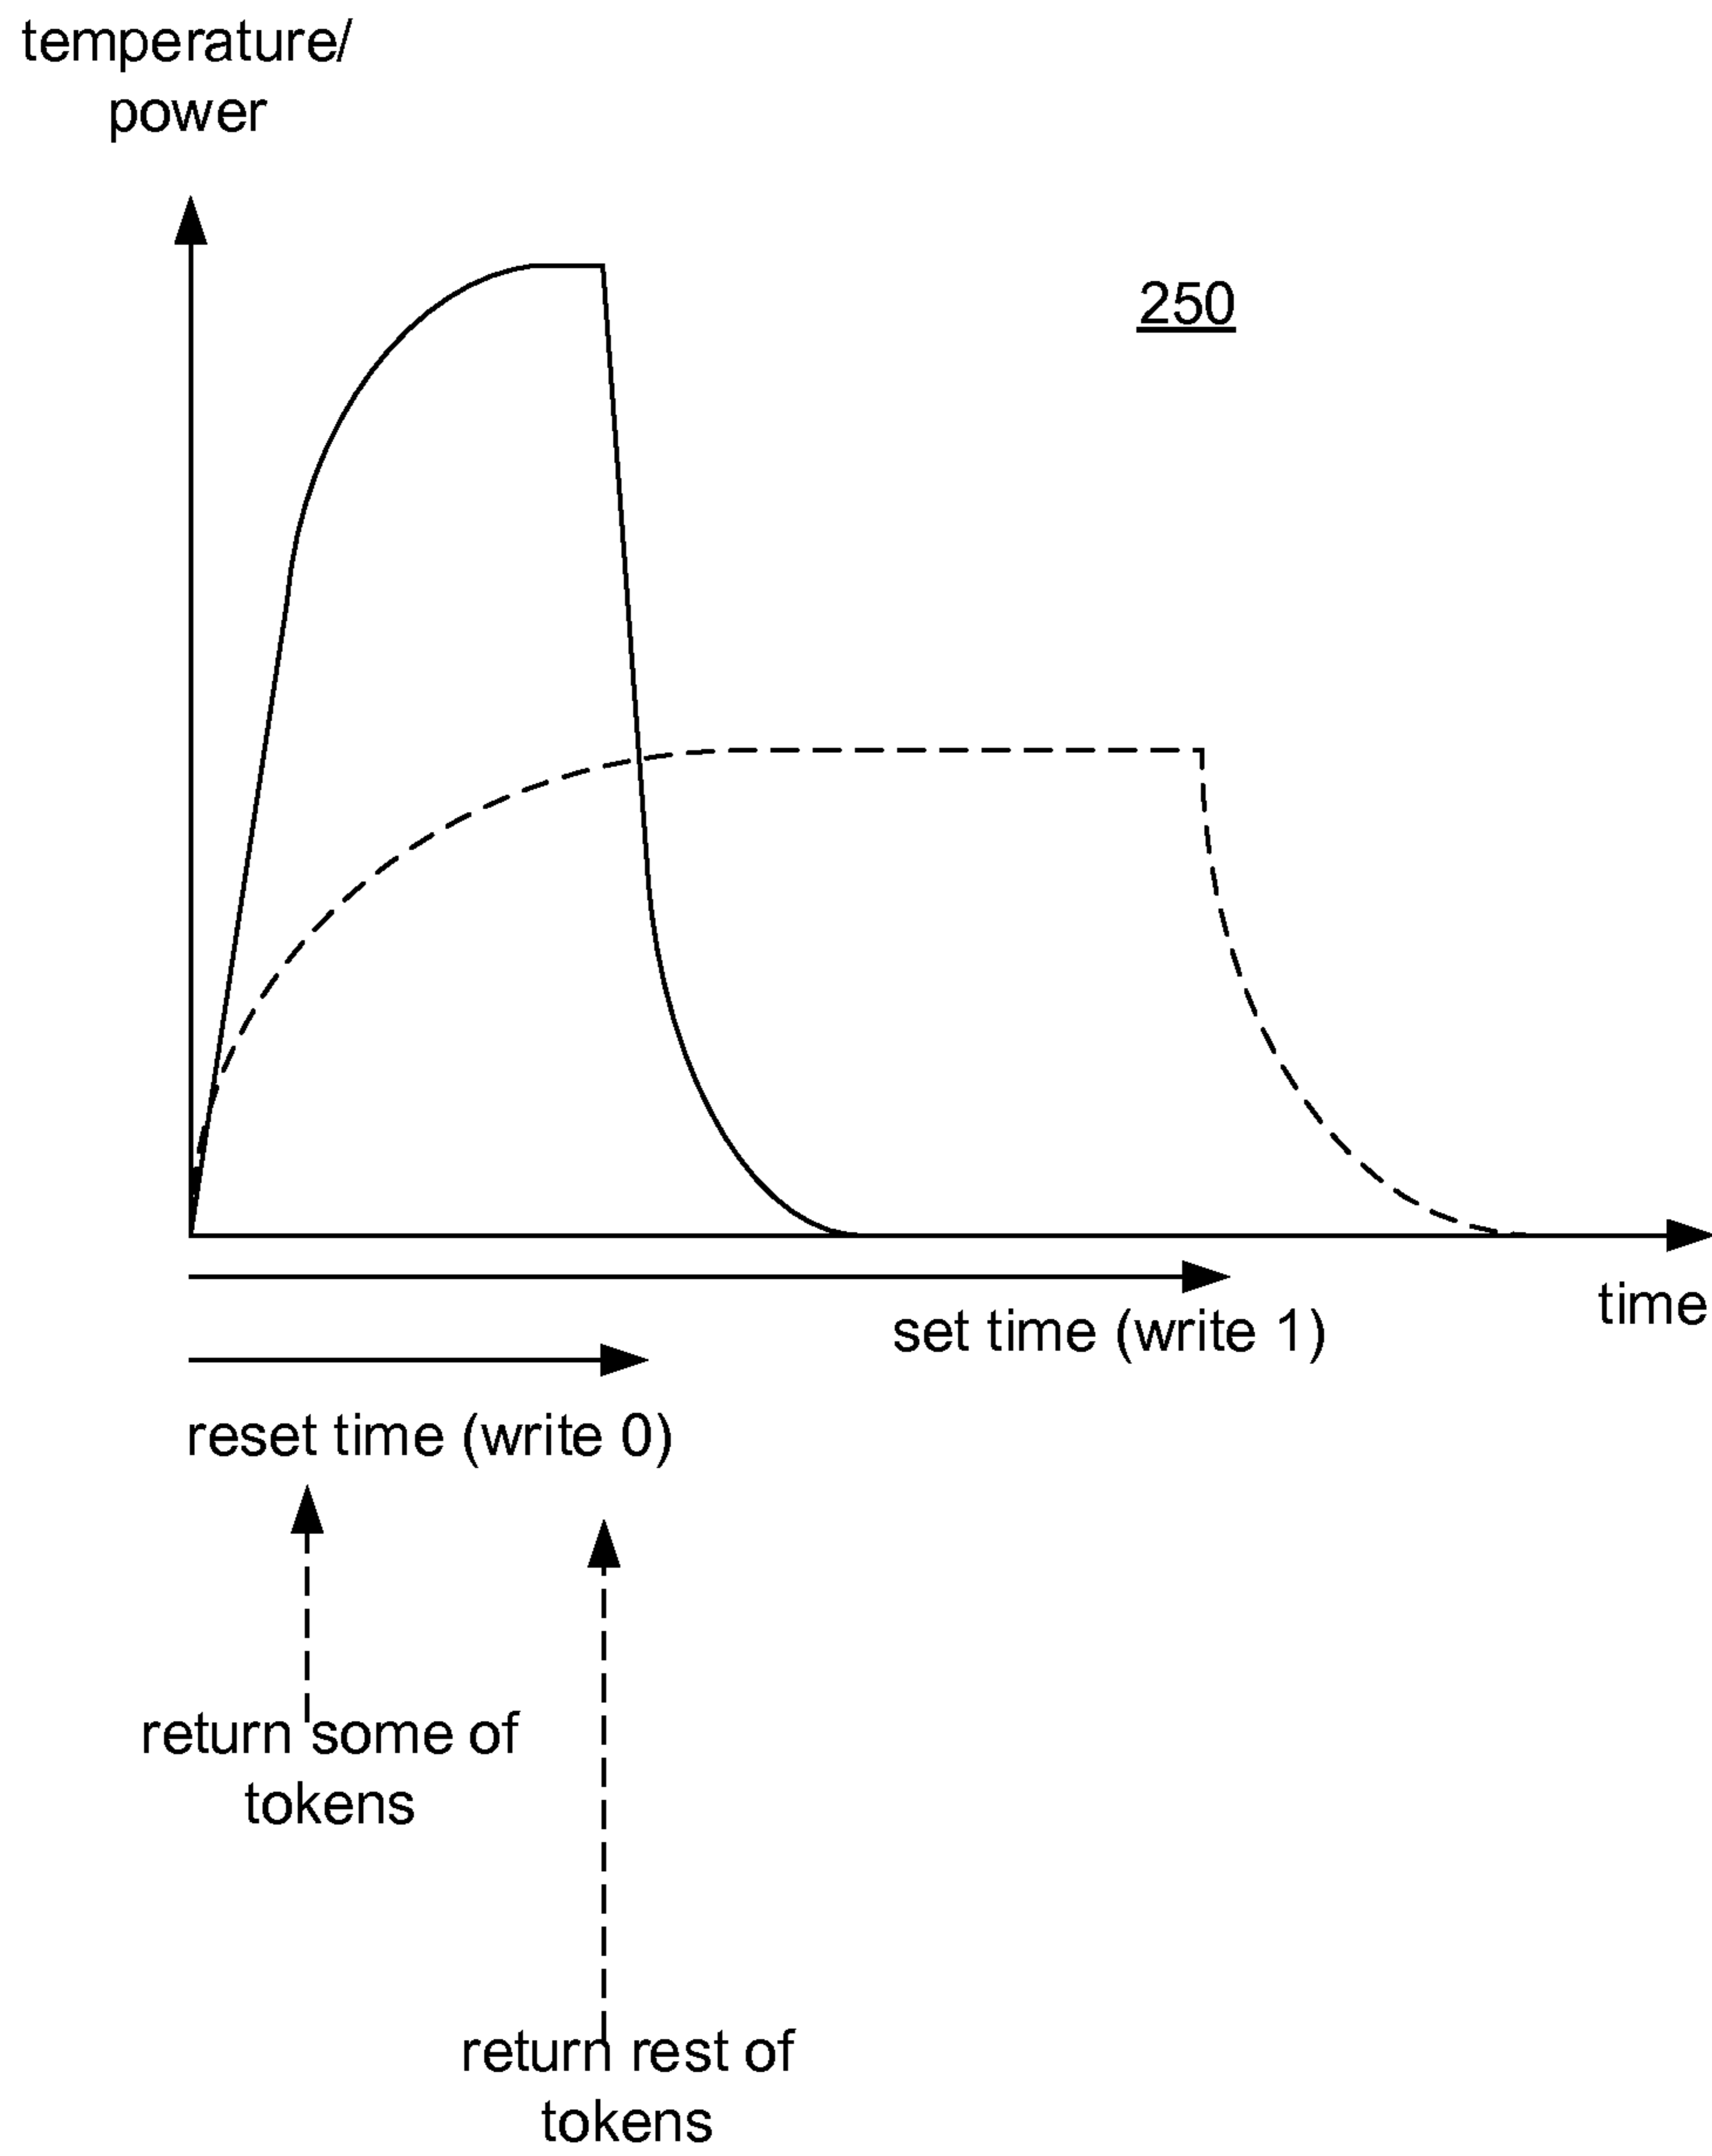 temperature/
power
250
time
set time (write 1)
reset time (write 0)
return some of
tokens
return rest of
tokens